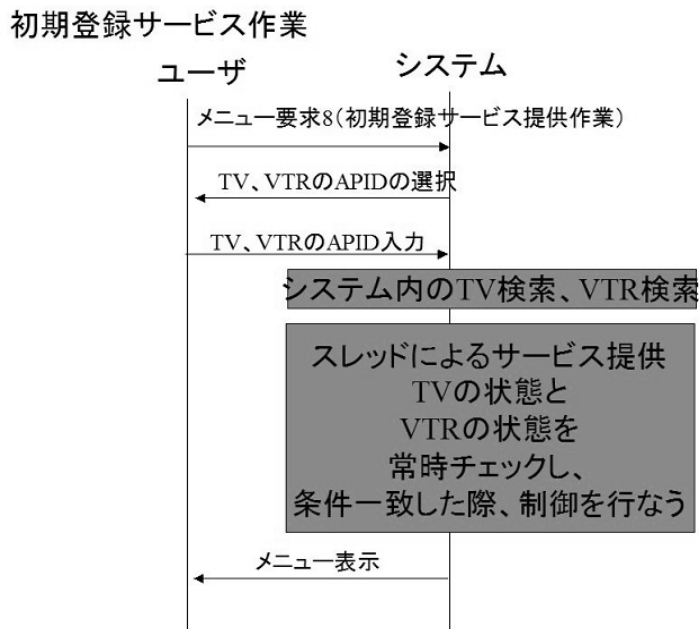 初期登録サービス作業
ユーザ
システム
メニュー要求8(初期登録サービス提供作業)
TV、VTRのAPIDの選択
TV、VTRのAPID入力
システム内のTV検索、VTR検索
スレッドによるサービス提供
TVの状態と
VTRの状態を
常時チェックし、
条件一致した際、制御を行なう
メニュー表示